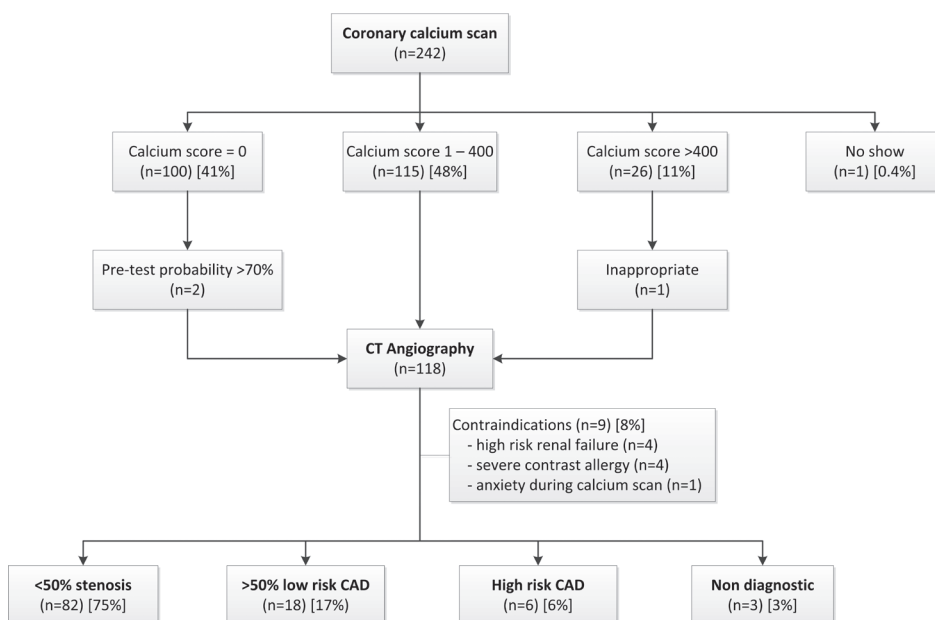 Coronary calcium scan
(n=242)
Calcium score = 0
(n=100) [41%]
Calcium score 1 – 400
(n=115) [48%]
Calcium score >400
(n=26) [11%]
No show
(n=1) [0.4%]
Pre-test probability >70%
(n=2)
Inappropriate
(n=1)
CT Angiography
(n=118)
Contraindications (n=9) [8%]
- high risk renal failure (n=4)
- severe contrast allergy (n=4)
- anxiety during calcium scan (n=1)
<50% stenosis
(n=82) [75%]
>50% low risk CAD
(n=18) [17%)
High risk CAD
(n=6) [6%]
Non diagnostic
(n=3) [3%]